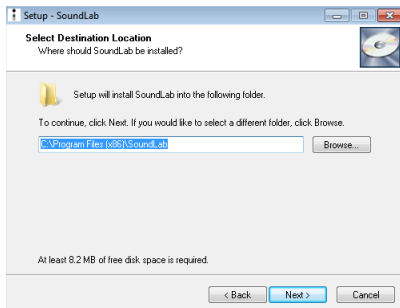 Setup - SoundLab
Select Destination Location
Where should SoundLab be installed?
Setup will install SoundLab into the following folder.
To continue, click Next. If you would like to select a different folder, click Browse.
C:\Program Files (x86)\SoundLab
Browse...
At least 8.2 MB of free disk space is required.
< Back Next > Cancel